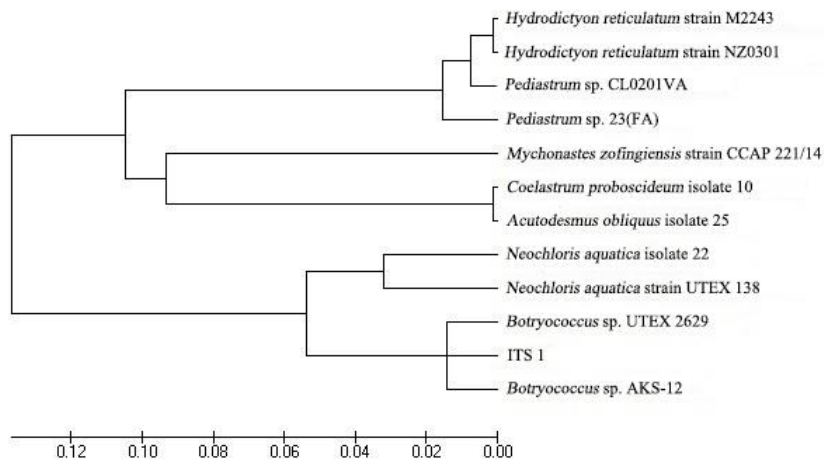 Hydrodictyon reticulatum strain M2243
Hydrodictyon reticulatum strain NZ0301
Pediastrum sp. CL0201VA
Pediastrum sp. 23(FA)
Mychonastes zofingiensis strain CCAP 221/14
Coelastrum proboscideum isolate 10
Acutodesmus obliquus isolate 25
Neochloris aquatica isolate 22
Neochloris aquatica strain UTEX 138
Botryococcus sp. UTEX 2629
ITS 1
Botryococcus sp. AKS-12
0.12 0.10 0.08 0.06 0.04 0.02 0.00